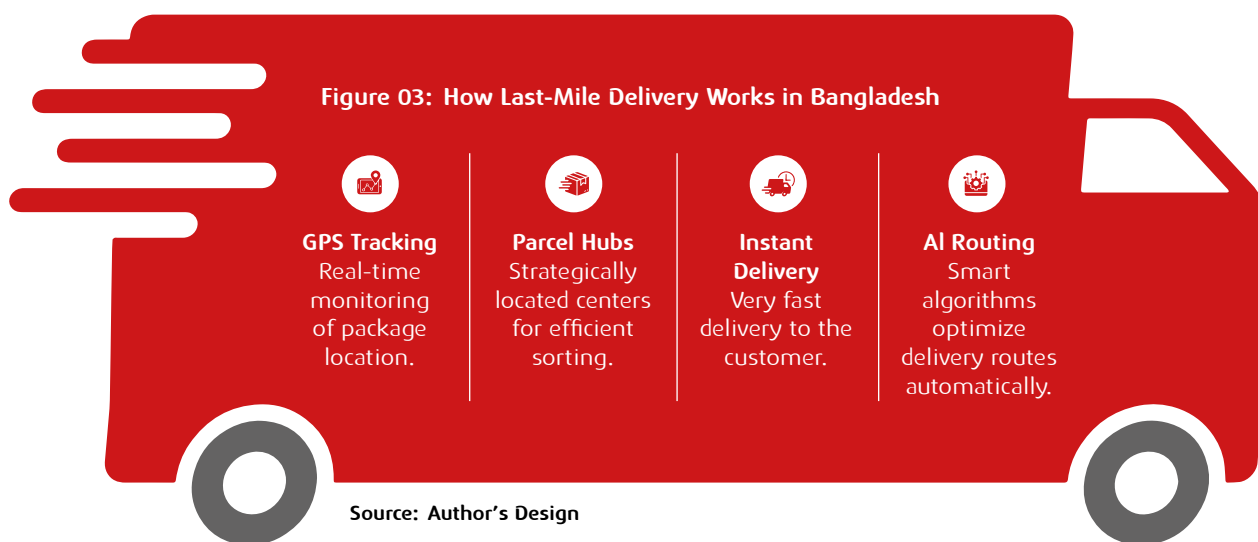 Figure 03: How Last-Mile Delivery Works in Bangladesh
GPS Tracking
Real-time
monitoring
of package
location.
Parcel Hubs
Strategically
located centers
for efficient
sorting.
Instant
Delivery
Very fast
delivery to the
customer.
Al Routing
Smart
algorithms
optimize
delivery routes
automatically.
Source: Author's Design